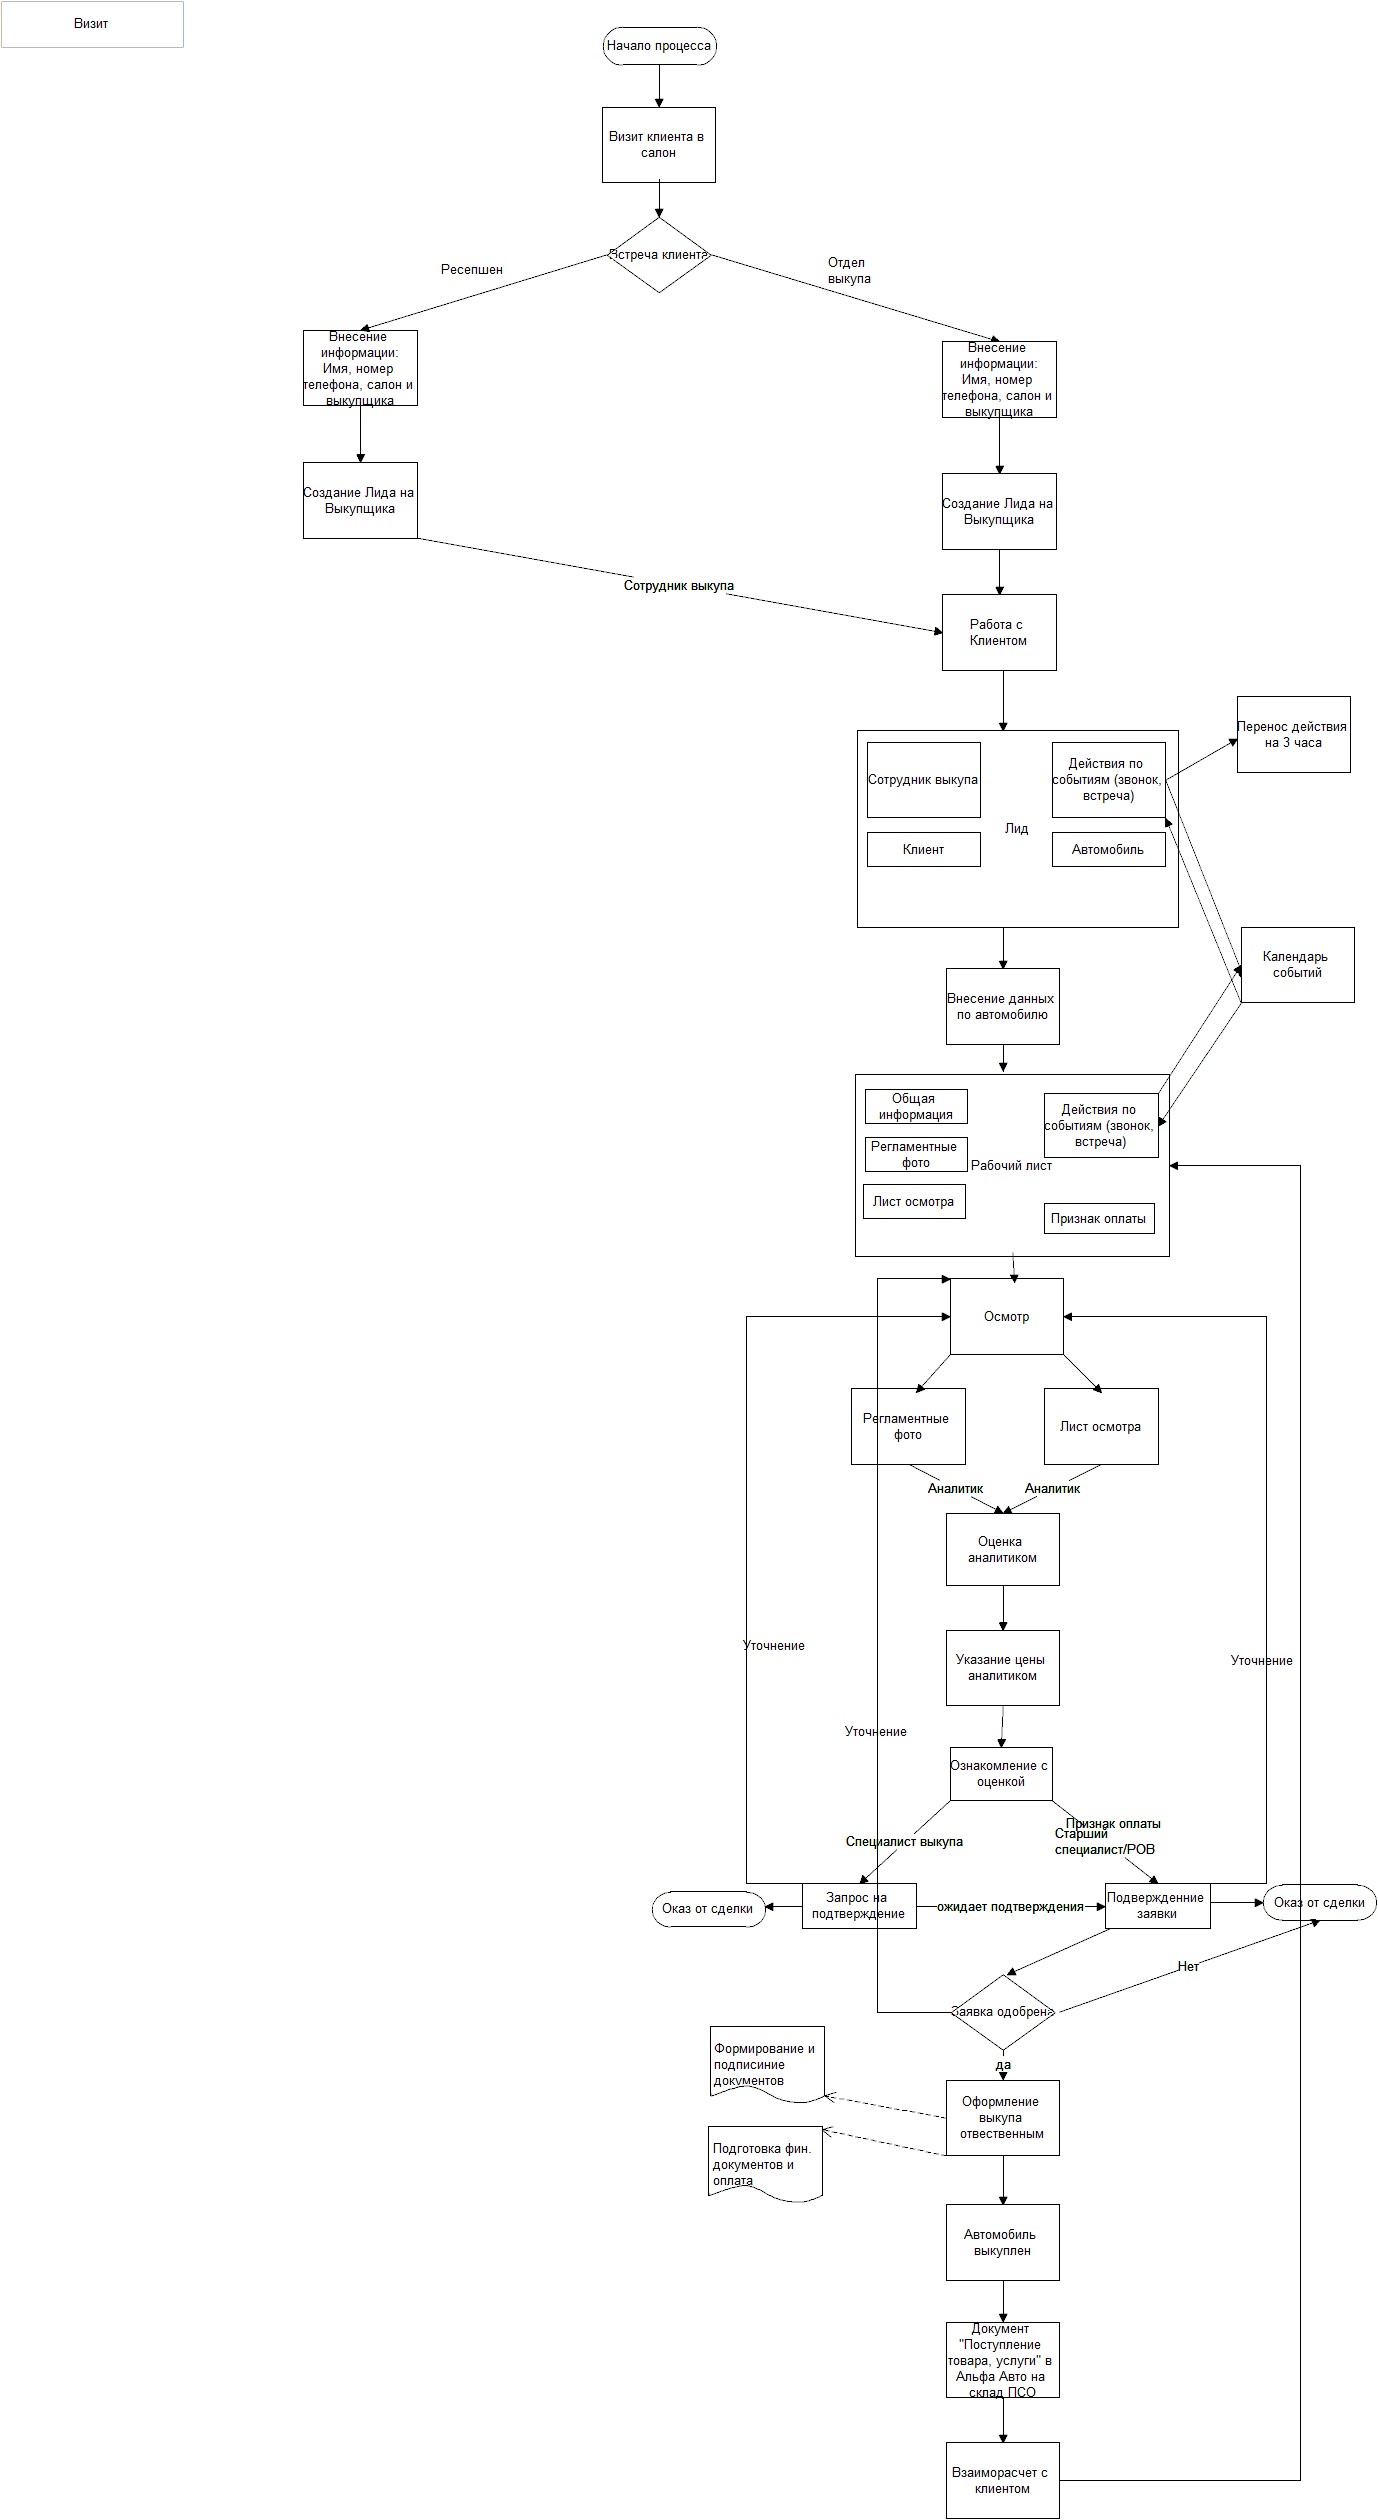 Визит
Начало процесса
Визит клиента в
салон
Встреча клиента
Ресепшен
Отдел
выкупа
Внесение
информации:
Имя, номер
телефона, салон и
выкупщика
Внесение
информации:
Имя, номер
телефона, салон и
выкупщика
Создание Лида на
Выкупщика
Создание Лида на
Выкупщика
Сотрудник выкупа
Работа с
Клиентом
Перенос действия
на 3 часа
Сотрудник выкупа
Действия по
событиям (звонок,
встреча)
Лид
Клиент
Автомобиль
Календарь
событий
Внесение данных
по автомобилю
Общая
информация
Действия по
событиям (звонок,
встреча)
Регламентные
фото
Рабочий лист
Лист осмотра
Признак оплаты
Осмотр
Регламентные
фото
Лист осмотра
Аналитик
Аналитик
Оценка
аналитиком
Уточнение
Указание цены
аналитиком
Уточнение
Уточнение
Ознакомление с
оценкой
Специалист выкупа
Признак оплаты
Старший
специалист/РОВ
Оказ от сделки
Запрос на
подтверждение
ожидает подтверждения
Подтвержденние
заявки
Оказ от сделки
Нет
Заявка одобрена
да
Формирование и
подписиние
документов
Оформление
выкупа
отвественным
Подготовка фин.
документов и
оплата
Автомобиль
выкуплен
Документ
"Поступление
товара, услуги" в
Альфа Авто на
склад ПСО
Взаиморасчет с
клиентом